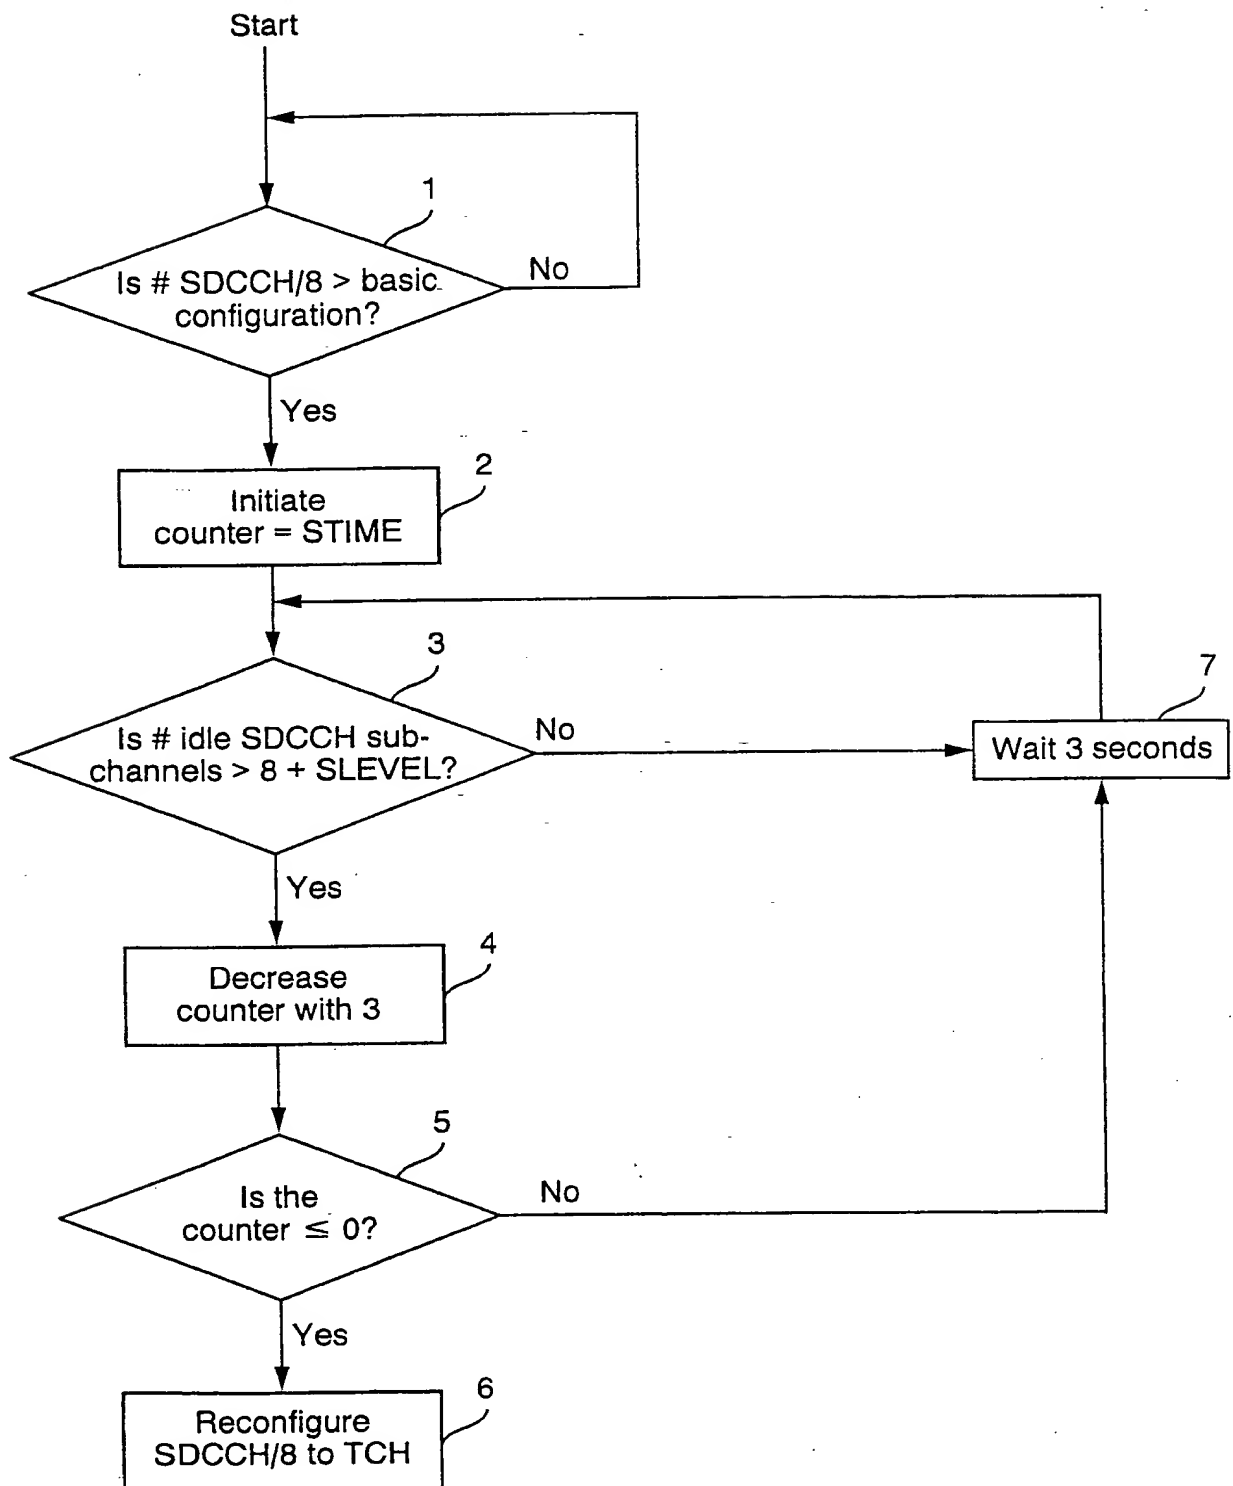 Start
1
Is # SDCCH/8 > basic
configuration?
No
Yes
2
Initiate
counter = STIME
3
Is # idle SDCCH sub-
channels > 8 + SLEVEL?
No
7
Wait 3 seconds
Yes
4
Decrease
counter with 3
5
Is the
counter ≤ 0?
No
Yes
6
Reconfigure
SDCCH/8 to TCH